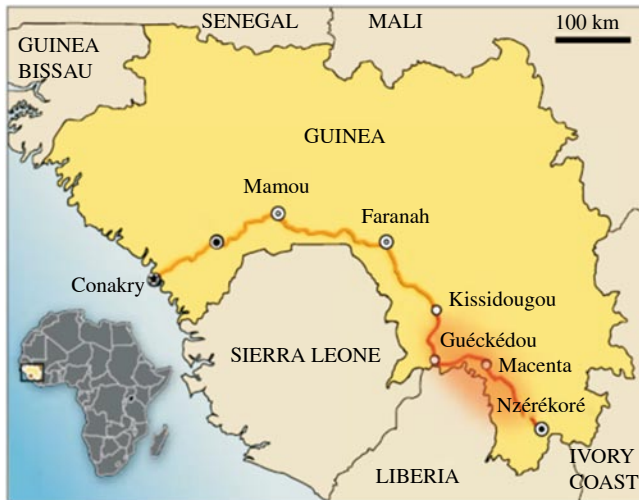 SENEGAL
MALI
100 km
GUINEA
BISSAU
GUINEA
Mamou
Faranah
Conakry
Kissidougou
Guéckédou
SIERRA LEONE
Macenta
Nzérékoré
LIBERIA
IVORY
COAST